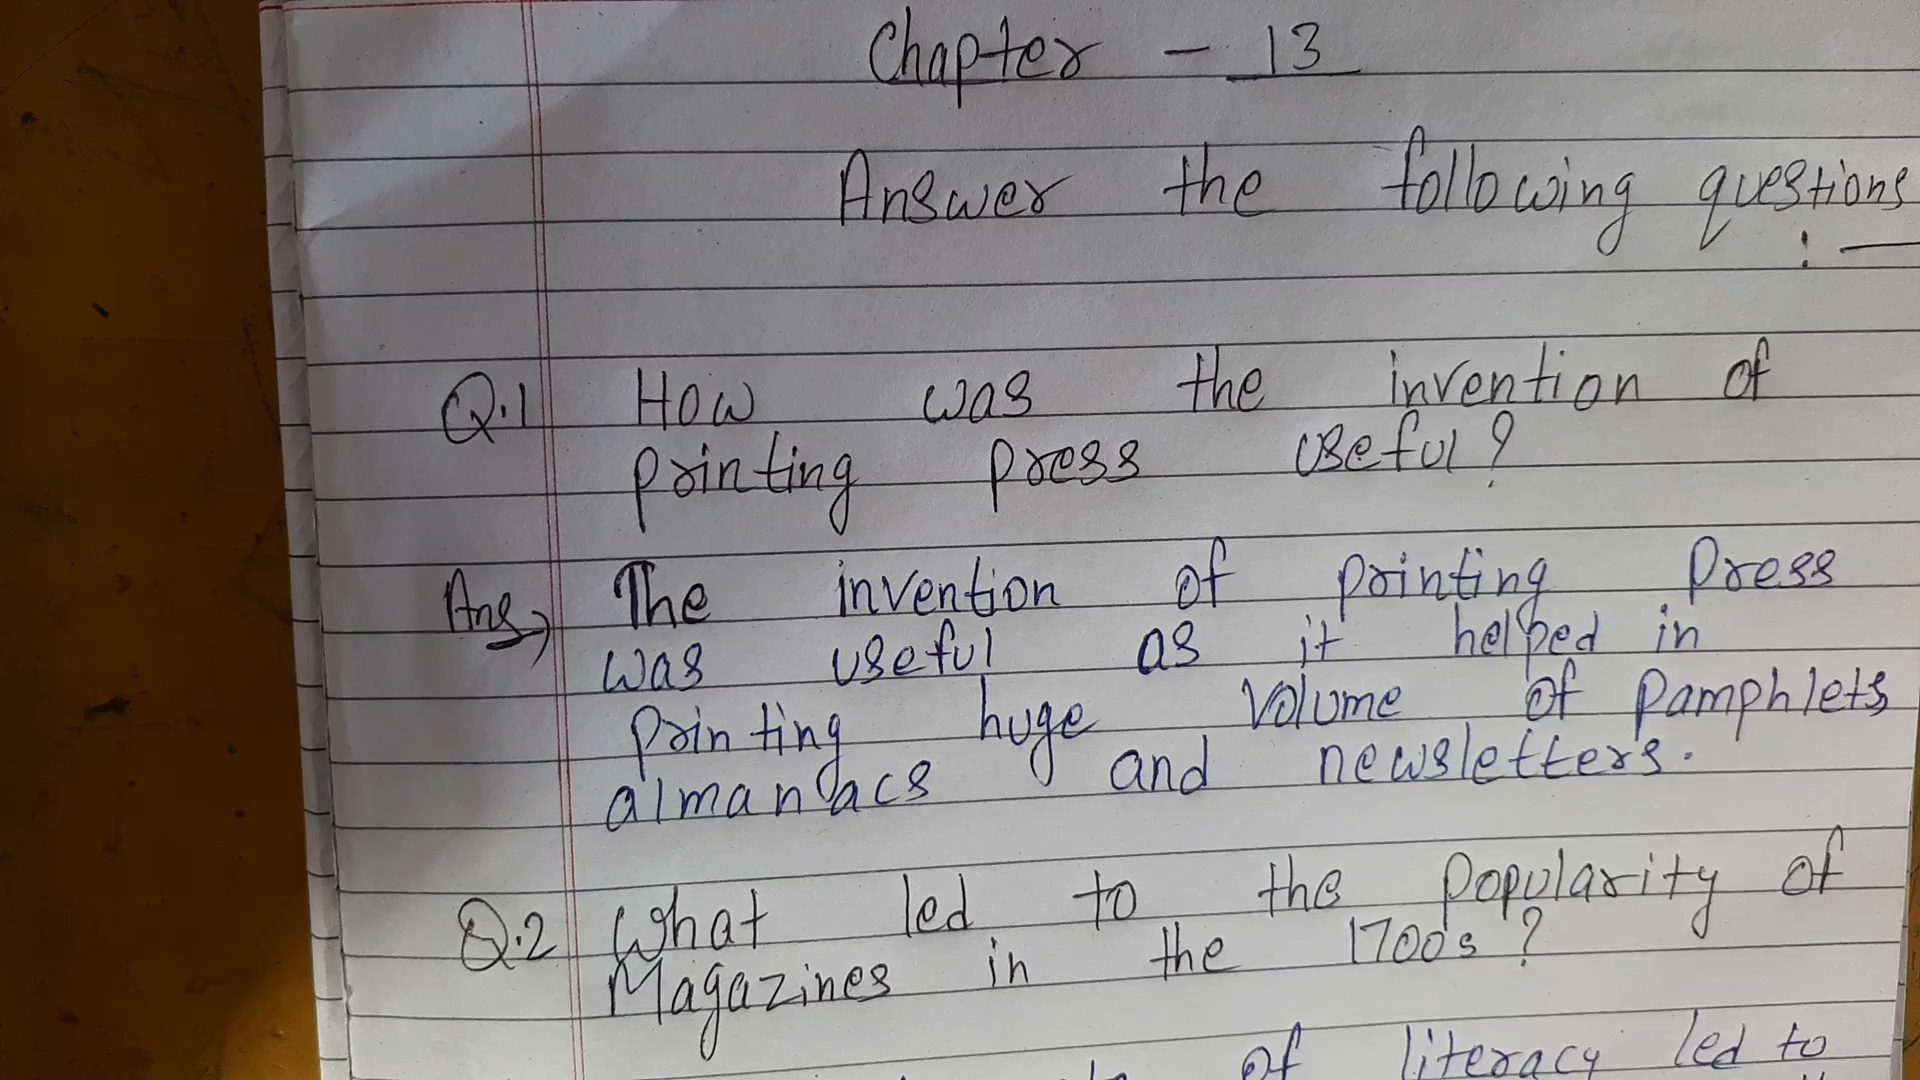 Chapter - 13
Answer the following questions
: —
Q.1 How was the invention of
printing press useful?
Ans, The invention of printing Press
was useful as it helped in
printing huge Volume of Pamphlets
almanacs and newsletters.
Q.2 What led to the Popularity of
Magazines in the 1700s?
of literacy led to